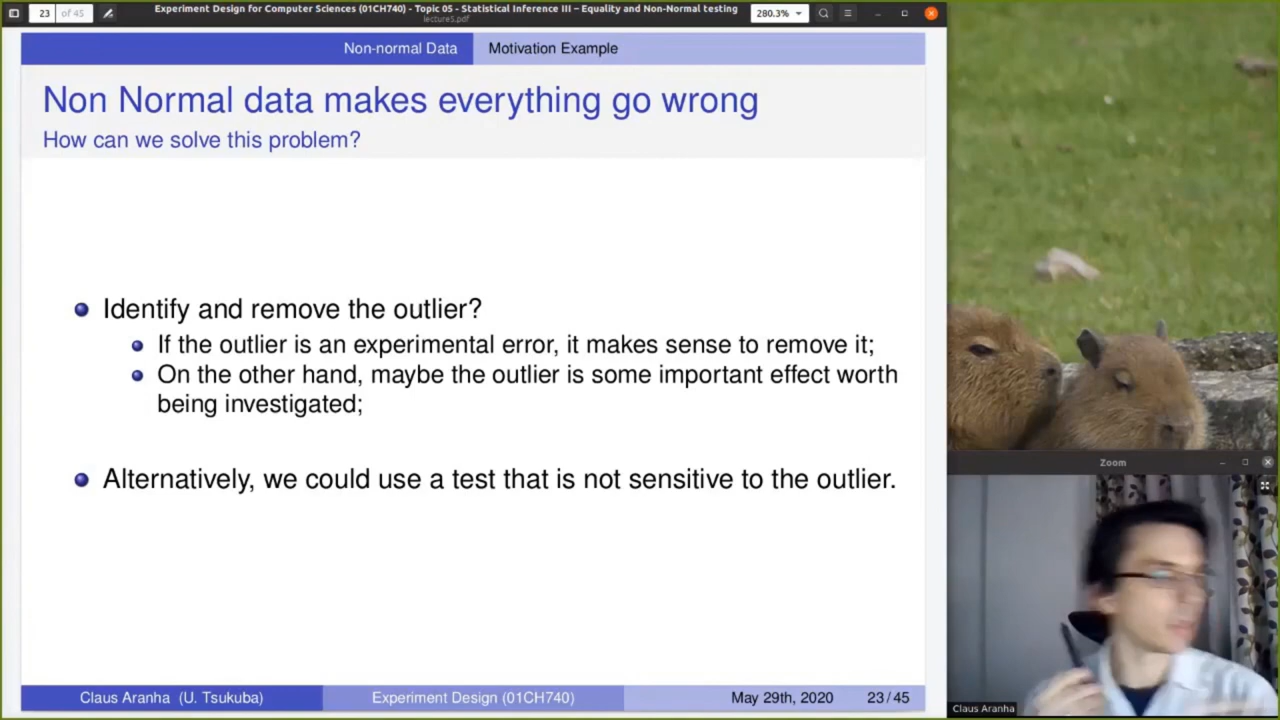 23 of 45
Experiment Design for Computer Sciences (01CH740) - Topic 05 - Statistical Inference III – Equality and Non-Normal testing
lecture5.pdf
280.3%
Non-normal Data
Motivation Example
Non Normal data makes everything go wrong
How can we solve this problem?
Identify and remove the outlier?
If the outlier is an experimental error, it makes sense to remove it;
On the other hand, maybe the outlier is some important effect worth
being investigated;
Alternatively, we could use a test that is not sensitive to the outlier.
Claus Aranha (U. Tsukuba)
Experiment Design (01CH740)
May 29th, 2020
23 / 45
Zoom
Claus Aranha